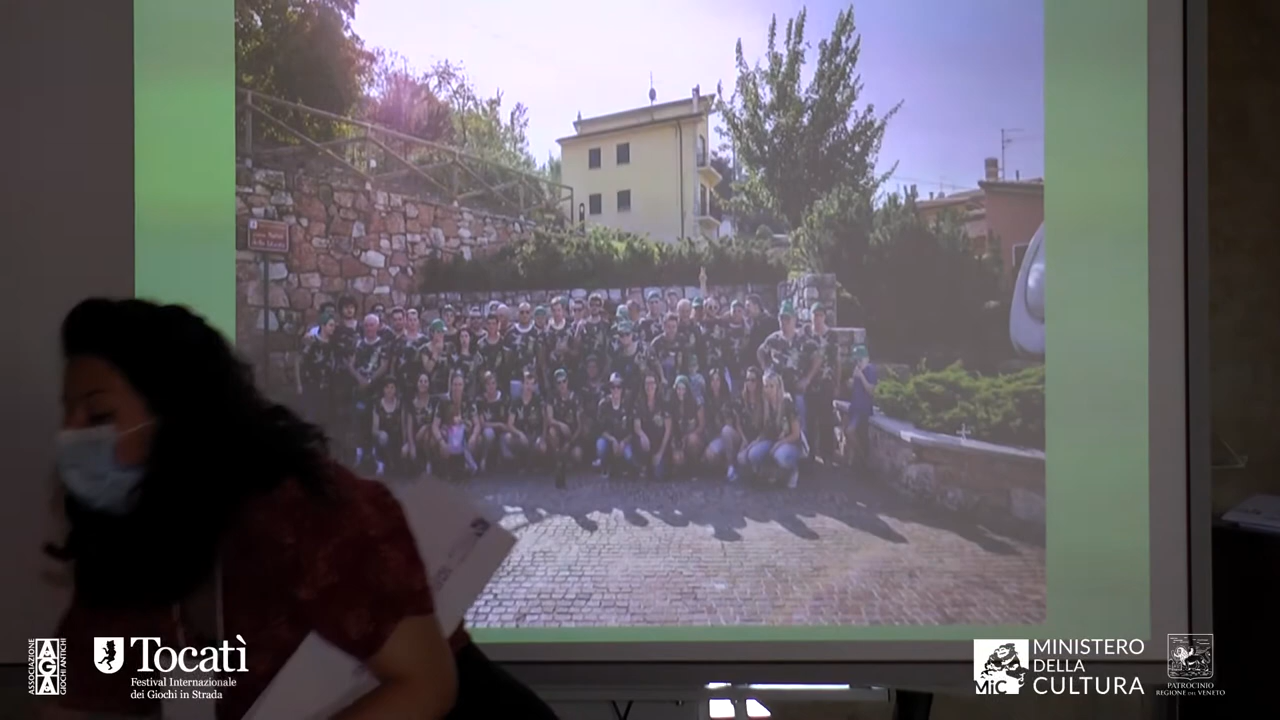 ASSOCIAZIONE
AGA
GIOCHI ANTICHI
Tocatì
Festival Internazionale
dei Giochi in Strada
MiC
MINISTERO
DELLA
CULTURA
PATROCINIO
REGIONE DEL VENETO